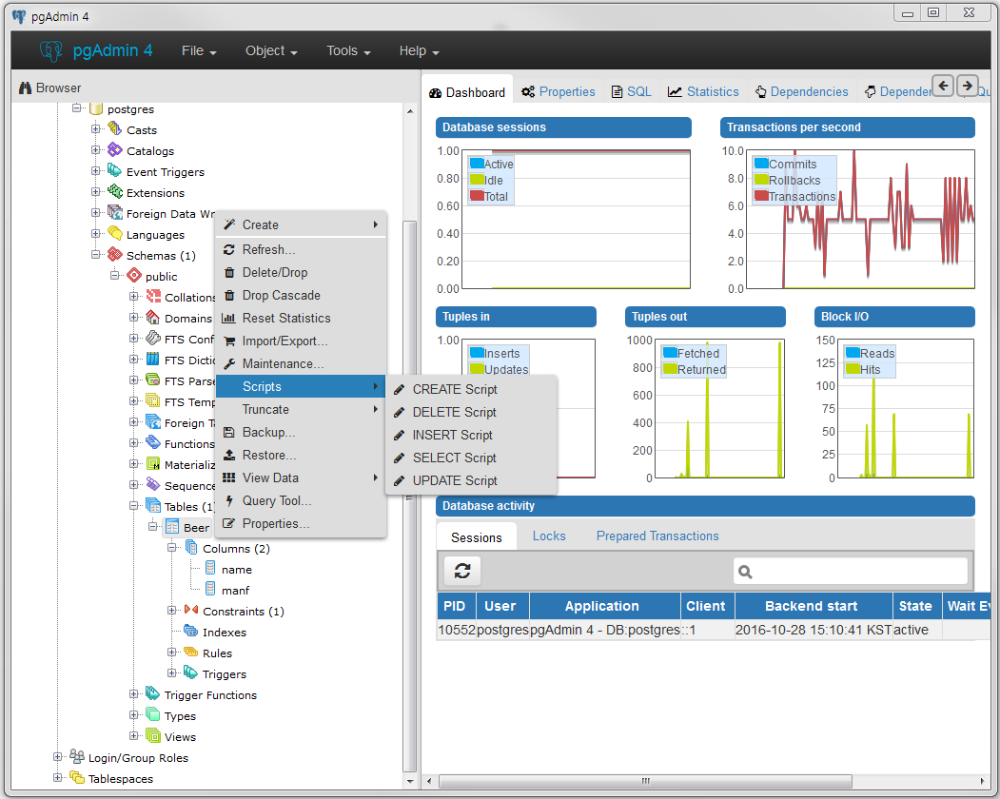 pgAdmin 4
pgAdmin 4 File Object Tools Help
Browser
postgres
Casts
Catalogs
Event Triggers
Extensions
Foreign Data Wr
Languages
Schemas (1)
public
Collations
Domains
FTS Conf
FTS Dictio
FTS Parse
FTS Temp
Foreign Ta
Functions
Materializ
Sequence
Tables (1)
Beer
Columns (2)
name
manf
Constraints (1)
Indexes
Rules
Triggers
Trigger Functions
Types
Views
Login/Group Roles
Tablespaces
Create
Refresh...
Delete/Drop
Drop Cascade
Reset Statistics
Import/Export...
Maintenance...
Scripts
Truncate
Backup...
Restore...
View Data
Query Tool...
Properties...
CREATE Script
DELETE Script
INSERT Script
SELECT Script
UPDATE Script
Dashboard Properties SQL Statistics Dependencies Depender Qu
Database sessions
1.00
0.80
0.60
0.40
0.20
0.00
Active
Idle
Total
Transactions per second
10.0
8.0
6.0
4.0
2.0
0.0
Commits
Rollbacks
Transactions
Tuples in
1.00
Inserts
Updates
Tuples out
1000
800
600
400
200
0
Fetched
Returned
Block I/O
150
125
100
75
50
25
0
Reads
Hits
Database activity
Sessions Locks Prepared Transactions
PID User Application Client Backend start State Wait Ev
10552 postgres pgAdmin 4 - DB:postgres ::1 2016-10-28 15:10:41 KST active